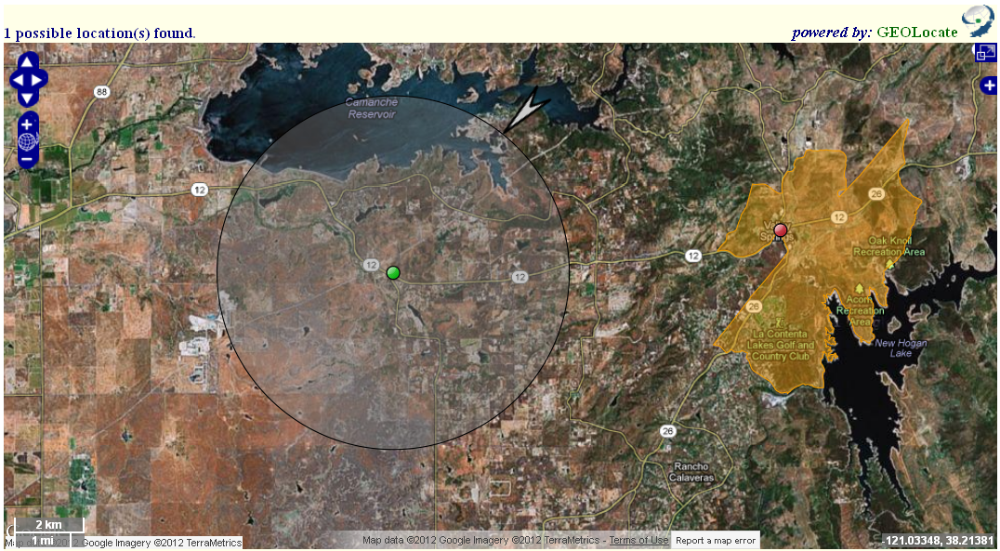 1 possible location(s) found.
powered by: GEOLocate
88
Camanche
Reservoir
12
26
12
Springs
Oak Knoll
Recreation Area
12
12
12
26
Acorn
Recreation
Area
La Contenta
Lakes Golf and
Country Club
New Hogan
Lake
26
Rancho
Calaveras
2 km
1 mi
Google Imagery ©2012 TerraMetrics
Map data ©2012 Google Imagery ©2012 TerraMetrics - Terms of Use
Report a map error
-121.03348, 38.21381